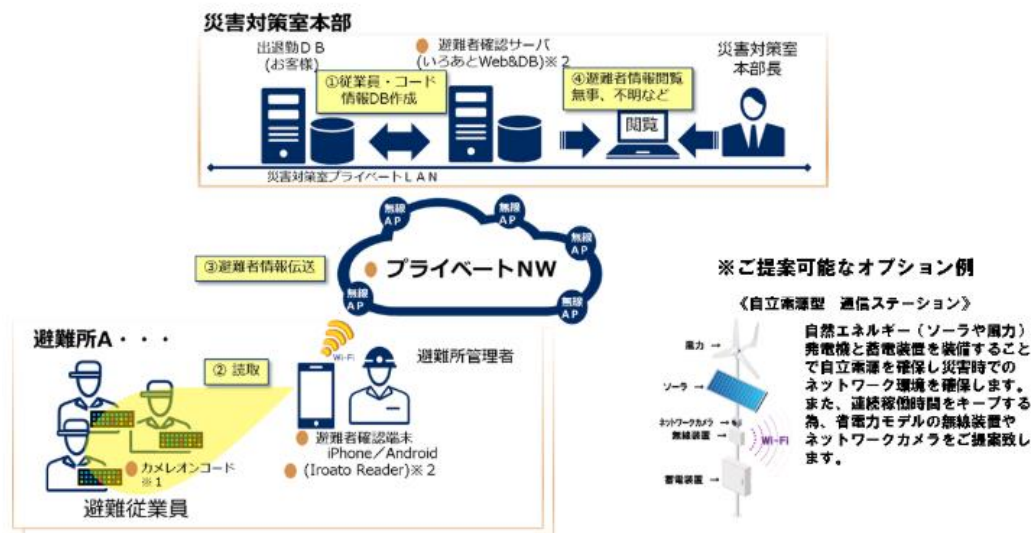 災害対策室本部
出退勤DB
(お客様)
避難者確認サーバ
(いろあとWeb&DB)※2
災害対策室
本部長
①従業員・コード
情報DB作成
④避難者情報閲覧
無事、不明など
閲覧
災害対策室プライベートLAN
無線
AP
無線
AP
無線
AP
無線
AP
無線
AP
プライベートNW
③避難者情報伝送
避難所A・・・
②読取
Wi-Fi
避難所管理者
避難者確認端末
iPhone/Android
(Iroato Reader)※2
カメレオンコード
※1
避難従業員
※ご提案可能なオプション例
《自立電源型 通信ステーション》
風力→
ソーラ→
ネットワークカメラ→
無線装置→
Wi-Fi
蓄電装置→
自然エネルギー(ソーラや風力)
発電機と蓄電装置を装備すること
で自立電源を確保し災害時での
ネットワーク環境を確保します。
また、連続稼働時間をキープする
為、省電力モデルの無線装置や
ネットワークカメラをご提案致し
ます。